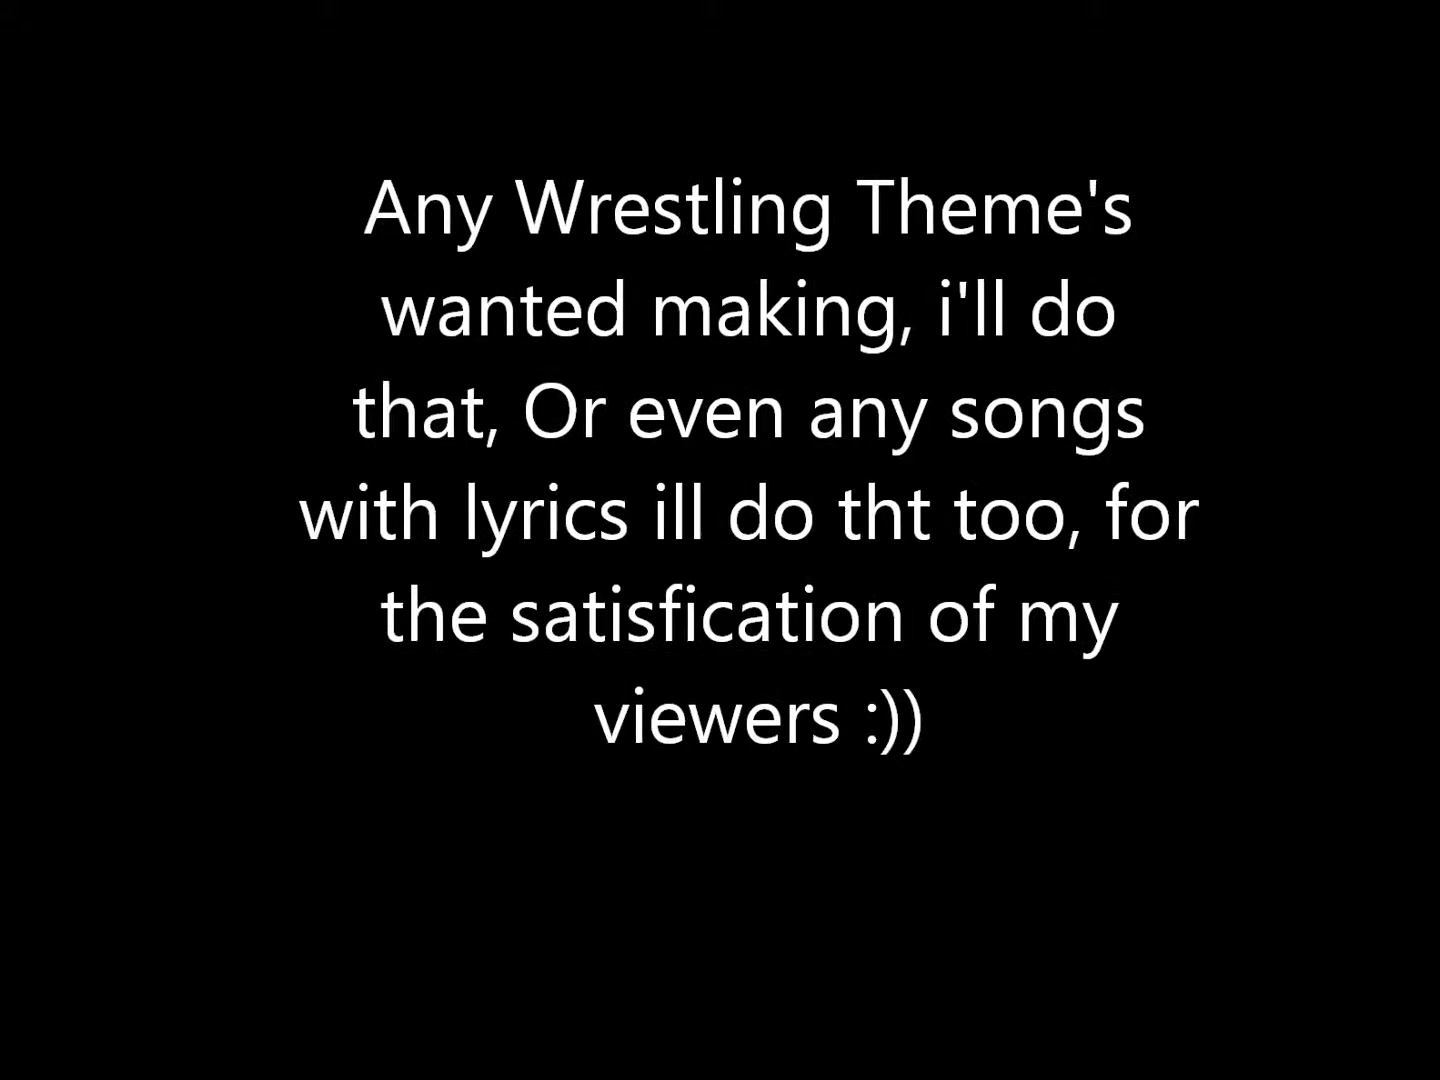 Any Wrestling Theme's
wanted making, i'll do
that, Or even any songs
with lyrics ill do tht too, for
the satisfication of my
viewers :))